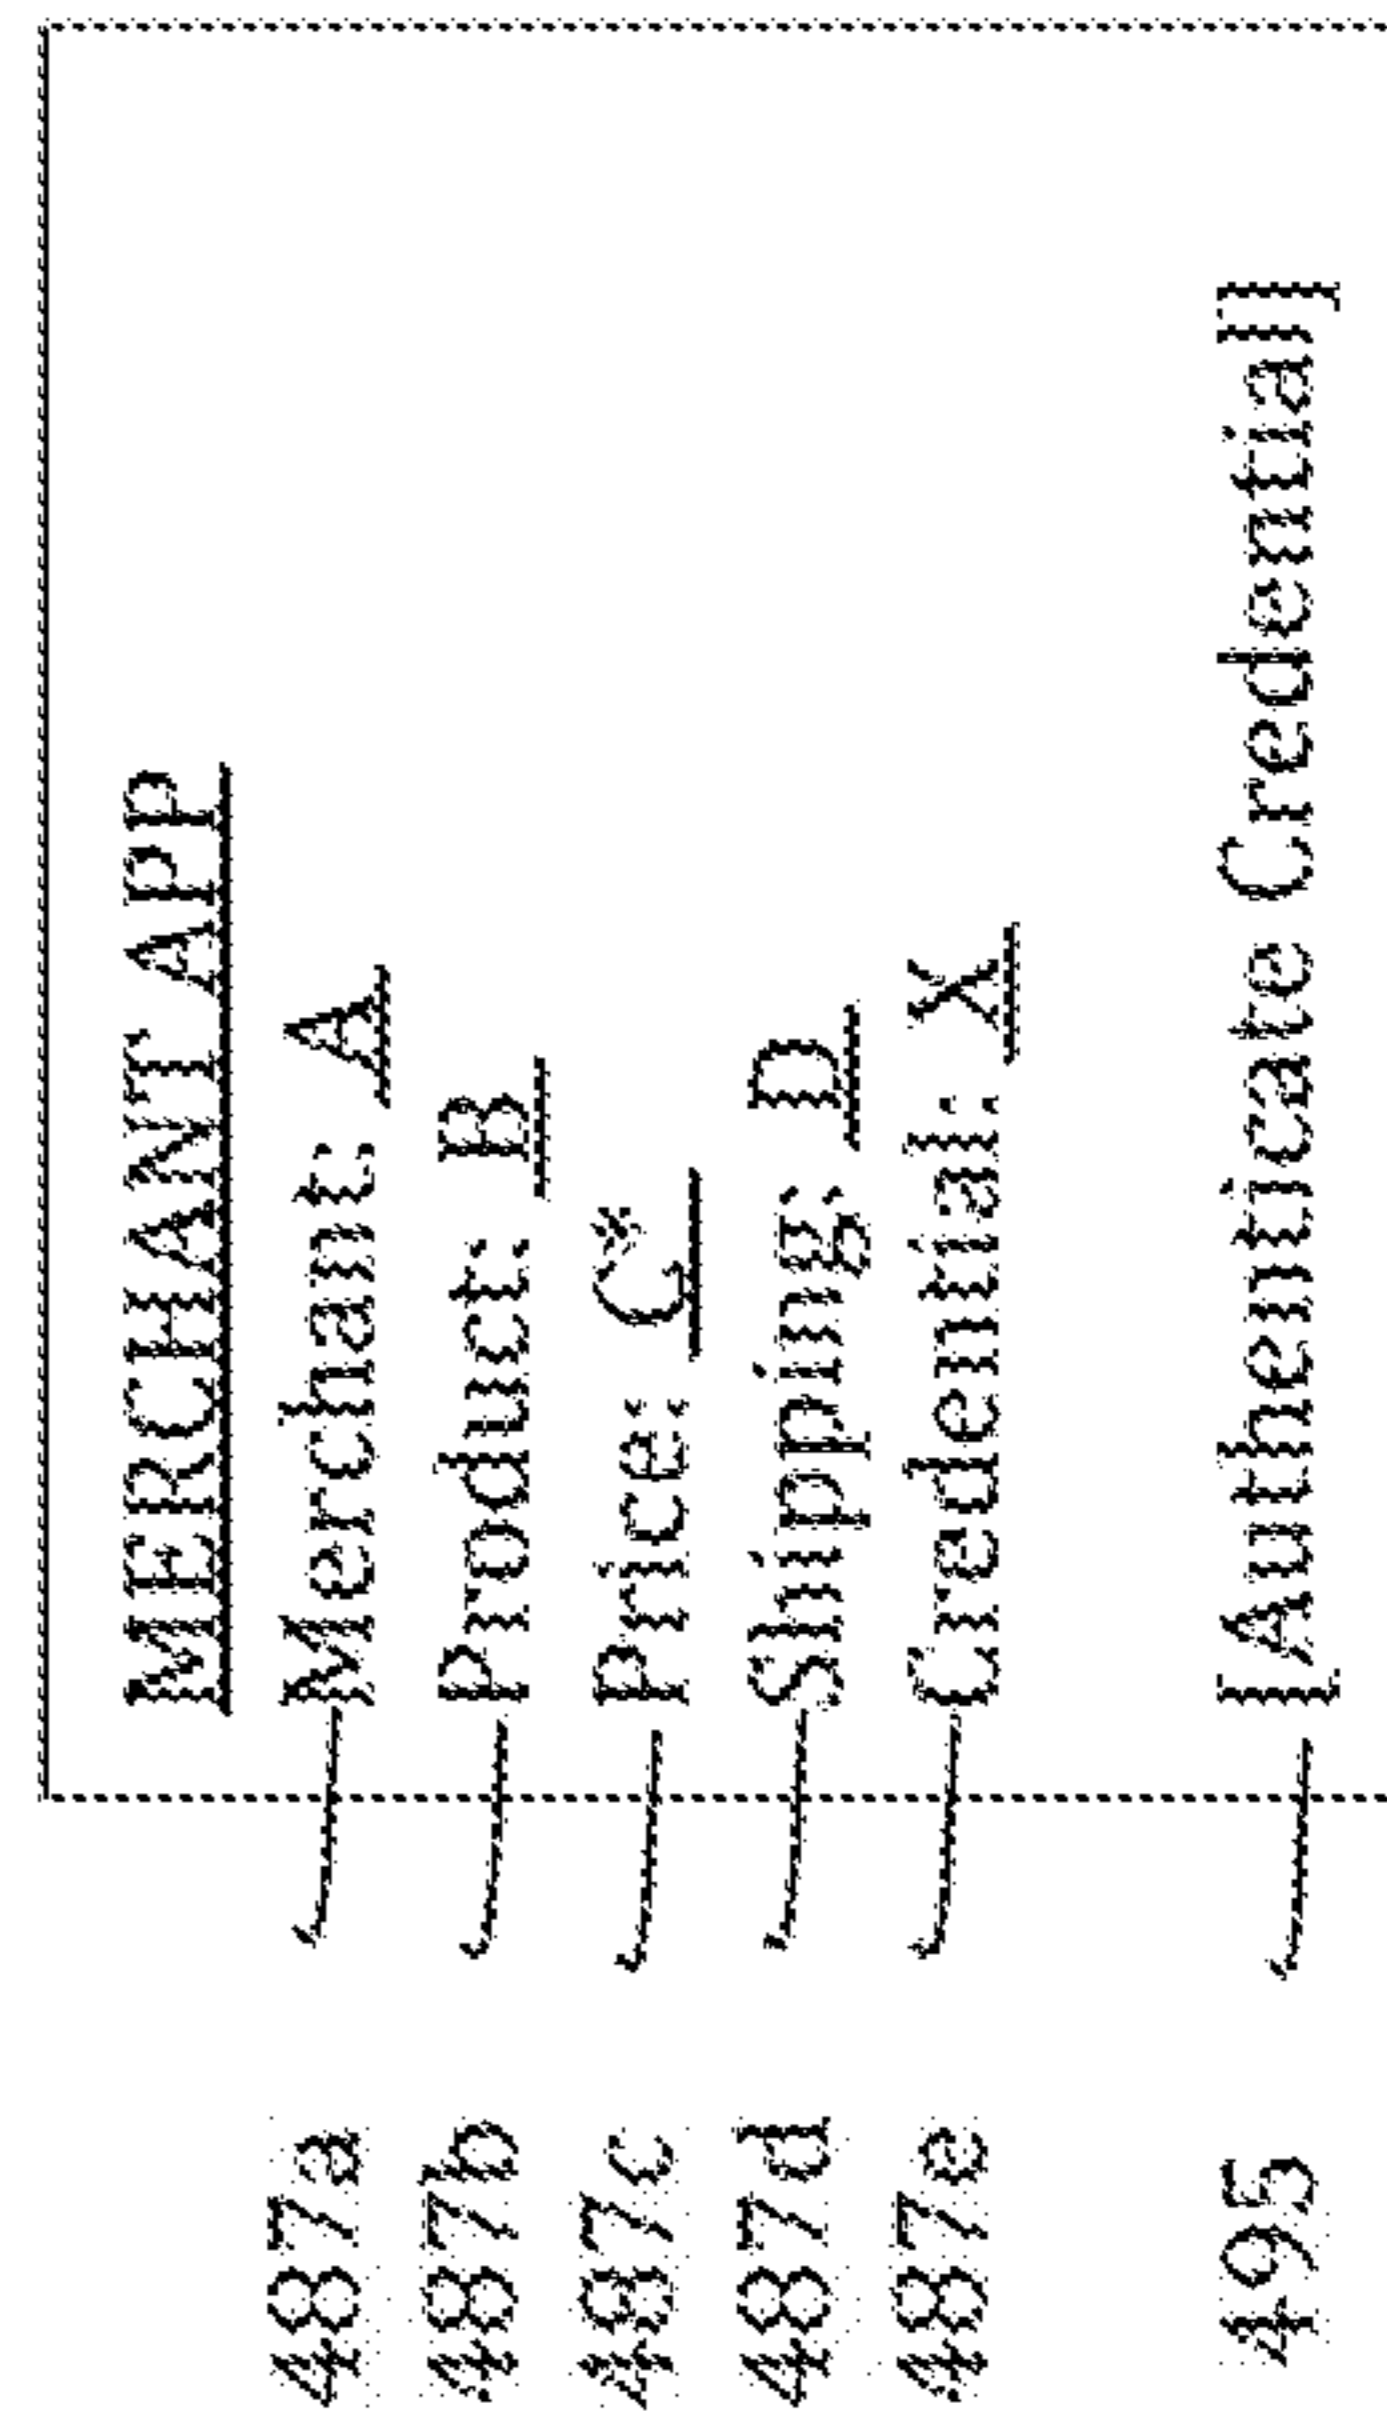 MERCHANT APP
487a Merchant: A
487b Product: B
487c Price: C*
487d Shipping: D
487e Credential: X
495 [Authenticate Credential]